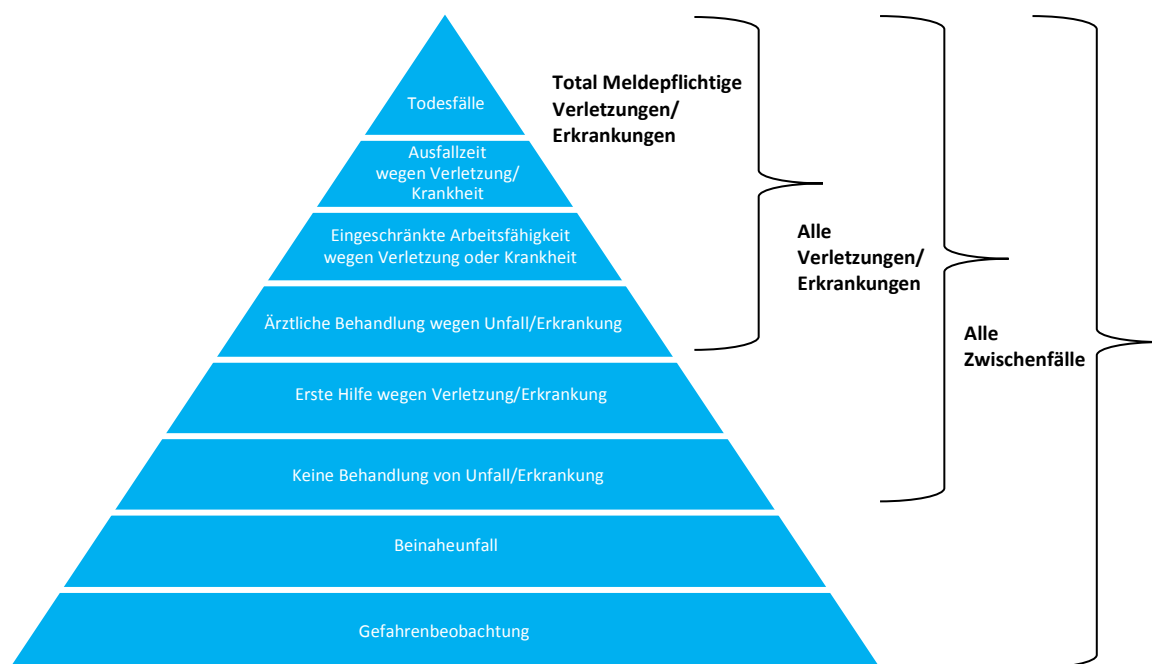 Todesfälle
Ausfallzeit
wegen Verletzung/
Krankheit
Eingeschränkte Arbeitsfähigkeit
wegen Verletzung oder Krankheit
Ärztliche Behandlung wegen Unfall/Erkrankung
Erste Hilfe wegen Verletzung/Erkrankung
Keine Behandlung von Unfall/Erkrankung
Beinaheunfall
Gefahrenbeobachtung
Total Meldepflichtige
Verletzungen/
Erkrankungen
Alle
Verletzungen/
Erkrankungen
Alle
Zwischenfälle